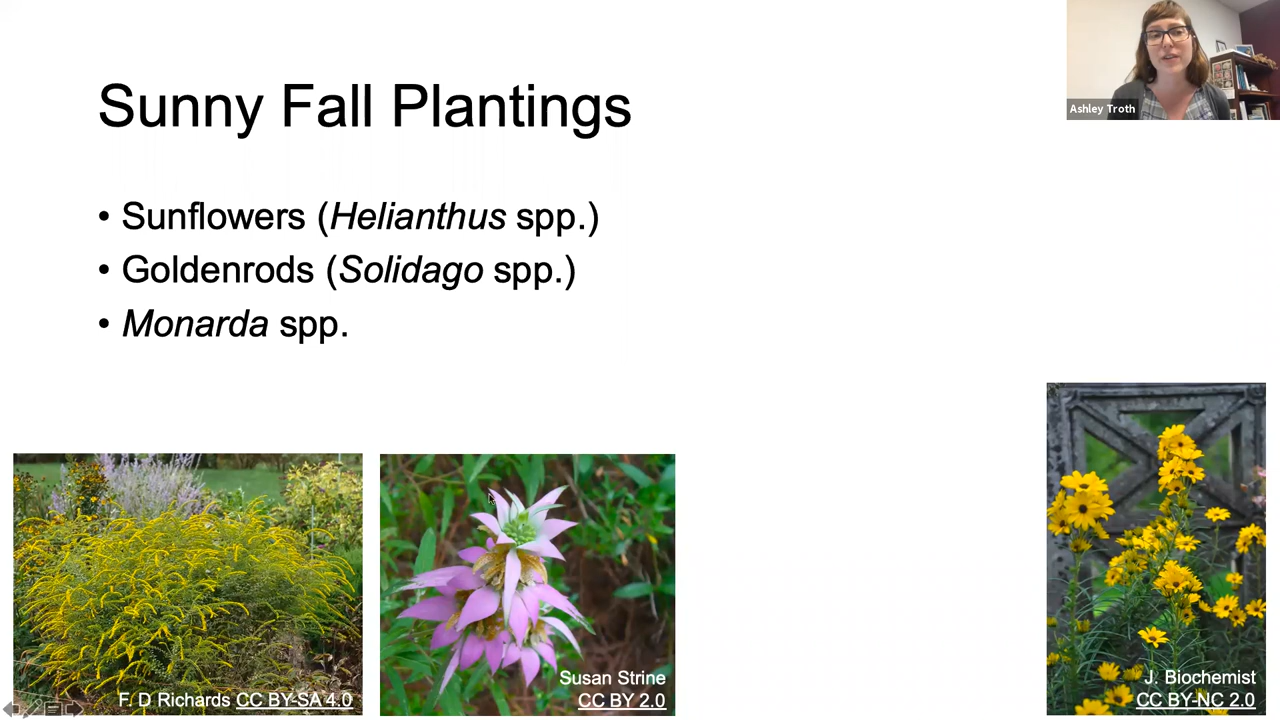 Sunny Fall Plantings
Ashley Troth
• Sunflowers (Helianthus spp.)
• Goldenrods (Solidago spp.)
• Monarda spp.
F. D Richards CC BY-SA 4.0
Susan Strine
CC BY 2.0
J. Biochemist
CC BY-NC 2.0